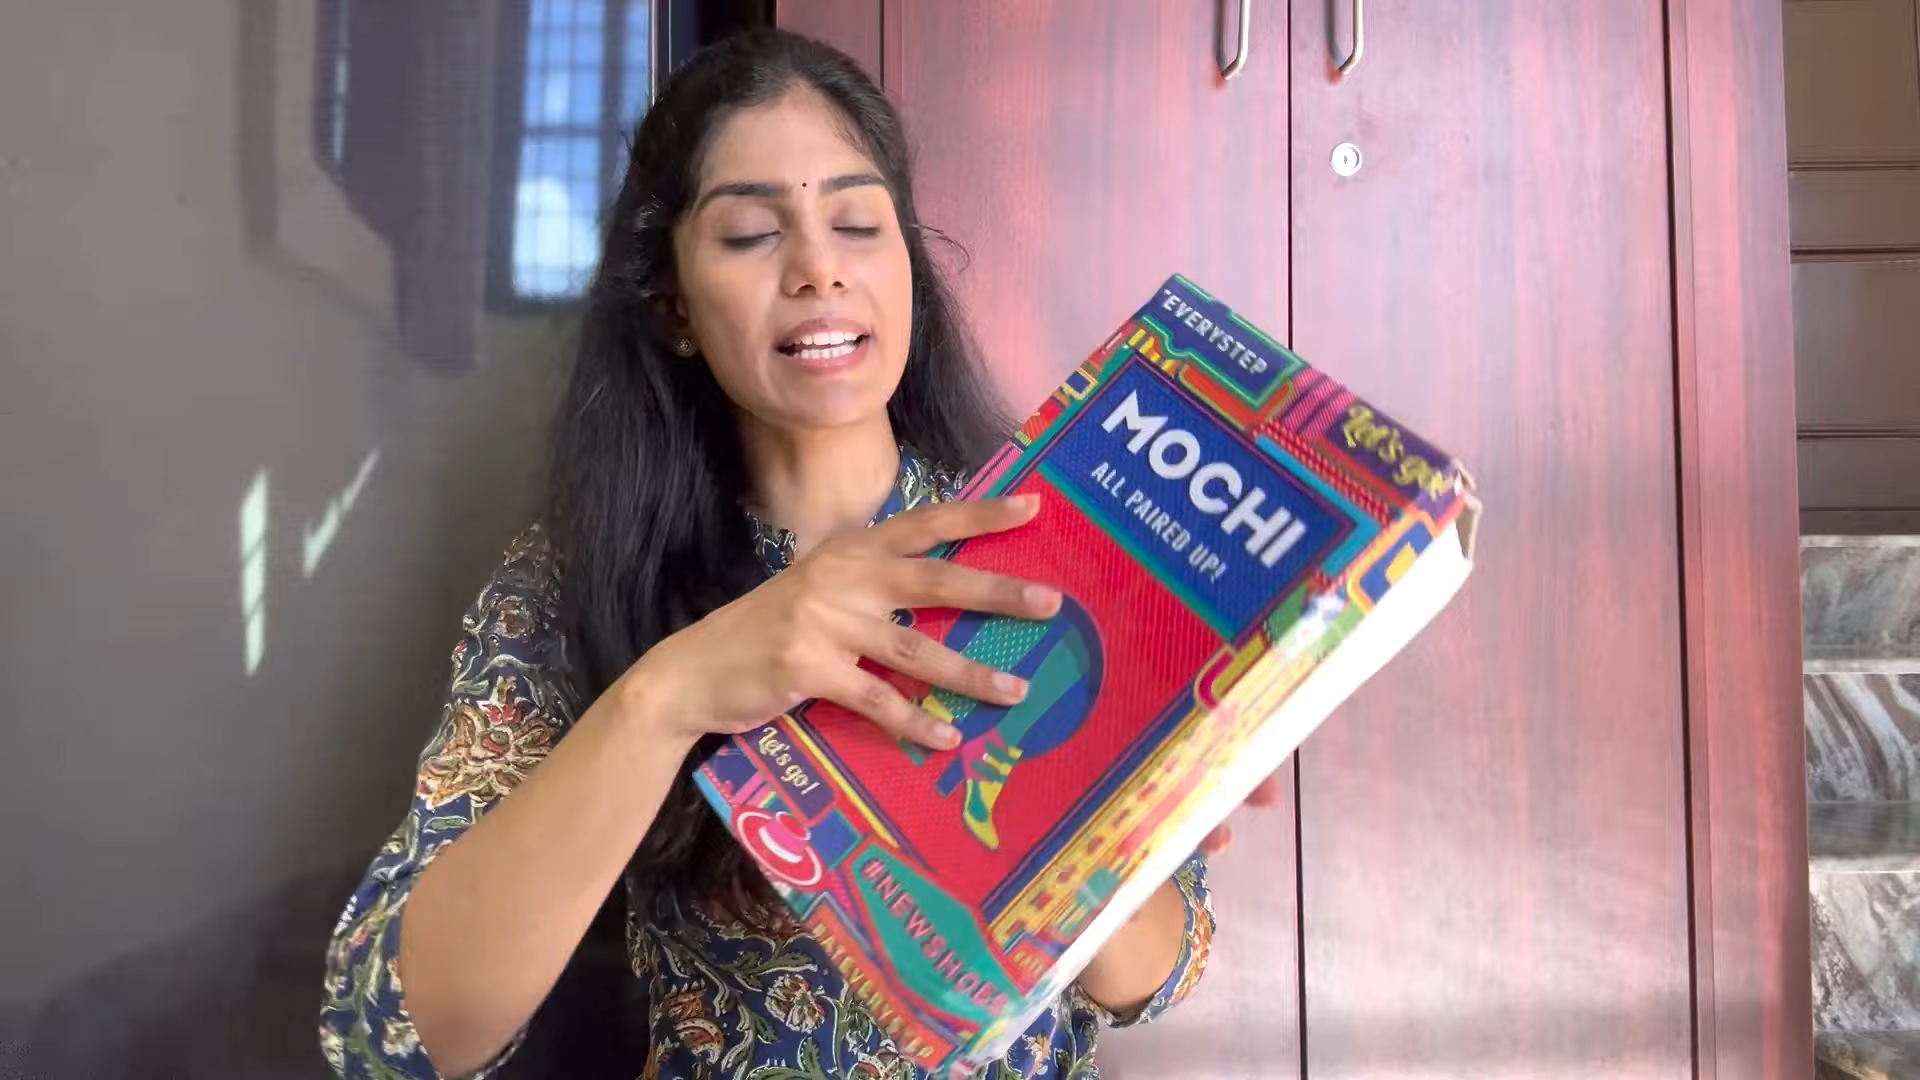 EVERYSTEP
Let's go!
MOCHI
ALL PAIRED UP!
Let's go!
#NEWSHOES